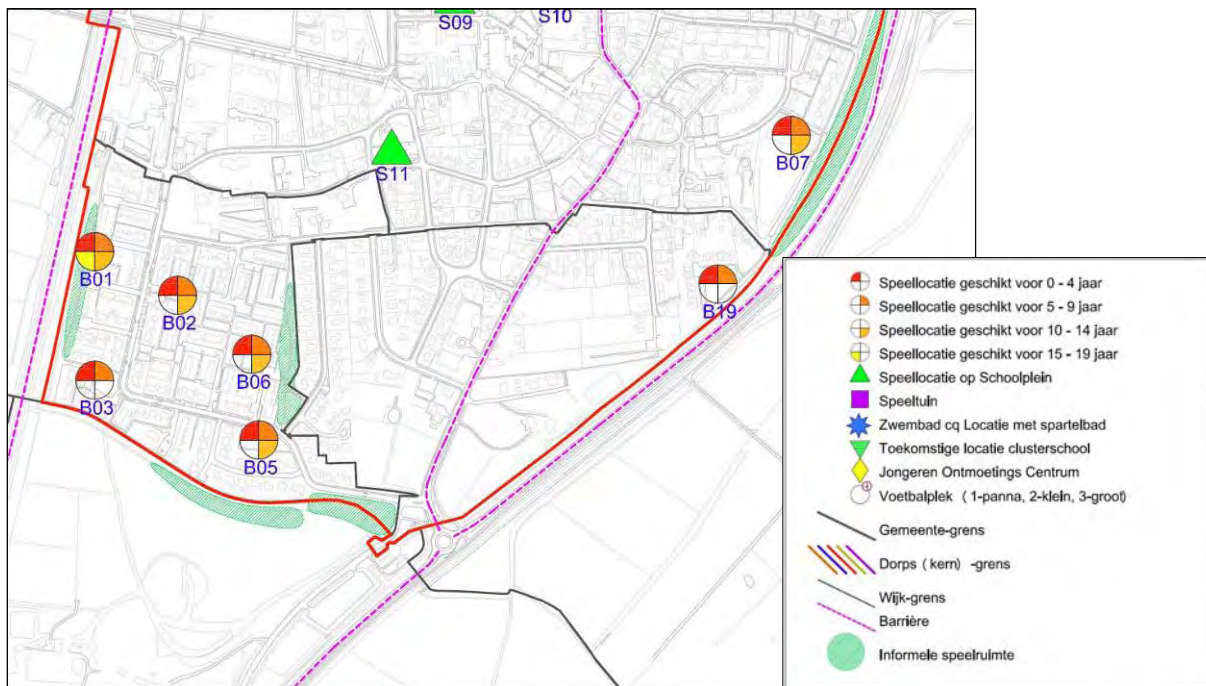 S09
S10
S11
B07
B01
B02
B19
B06
B03
B05
Speellocatie geschikt voor 0 - 4 jaar
Speellocatie geschikt voor 5 - 9 jaar
Speellocatie geschikt voor 10 - 14 jaar
Speellocatie geschikt voor 15 - 19 jaar
Speellocatie op Schoolplein
Speeltuin
Zwembad cq Locatie met spartelbad
Toekomstige locatie clusterschool
Jongeren Ontmoetings Centrum
Voetbalplek ( 1-panna, 2-klein, 3-groot)
Gemeente-grens
Dorps ( kern ) -grens
Wijk-grens
Barrière
Informele speelruimte